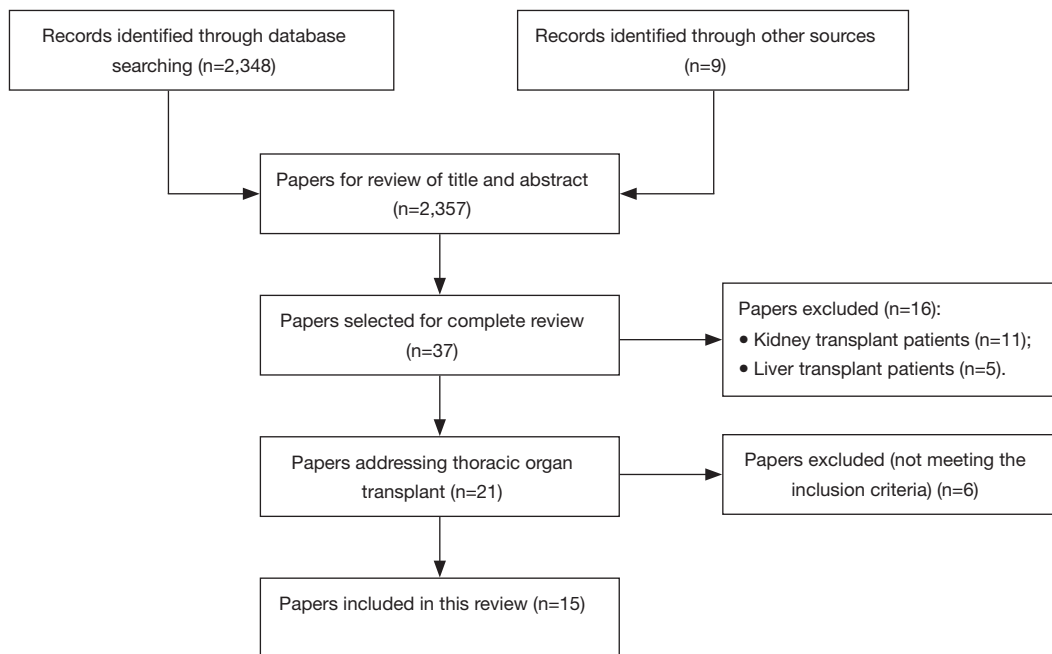 Records identified through database
searching (n=2,348)
Records identified through other sources
(n=9)
Papers for review of title and abstract
(n=2,357)
Papers selected for complete review
(n=37)
Papers excluded (n=16):
• Kidney transplant patients (n=11);
• Liver transplant patients (n=5).
Papers addressing thoracic organ
transplant (n=21)
Papers excluded (not meeting the
inclusion criteria) (n=6)
Papers included in this review (n=15)